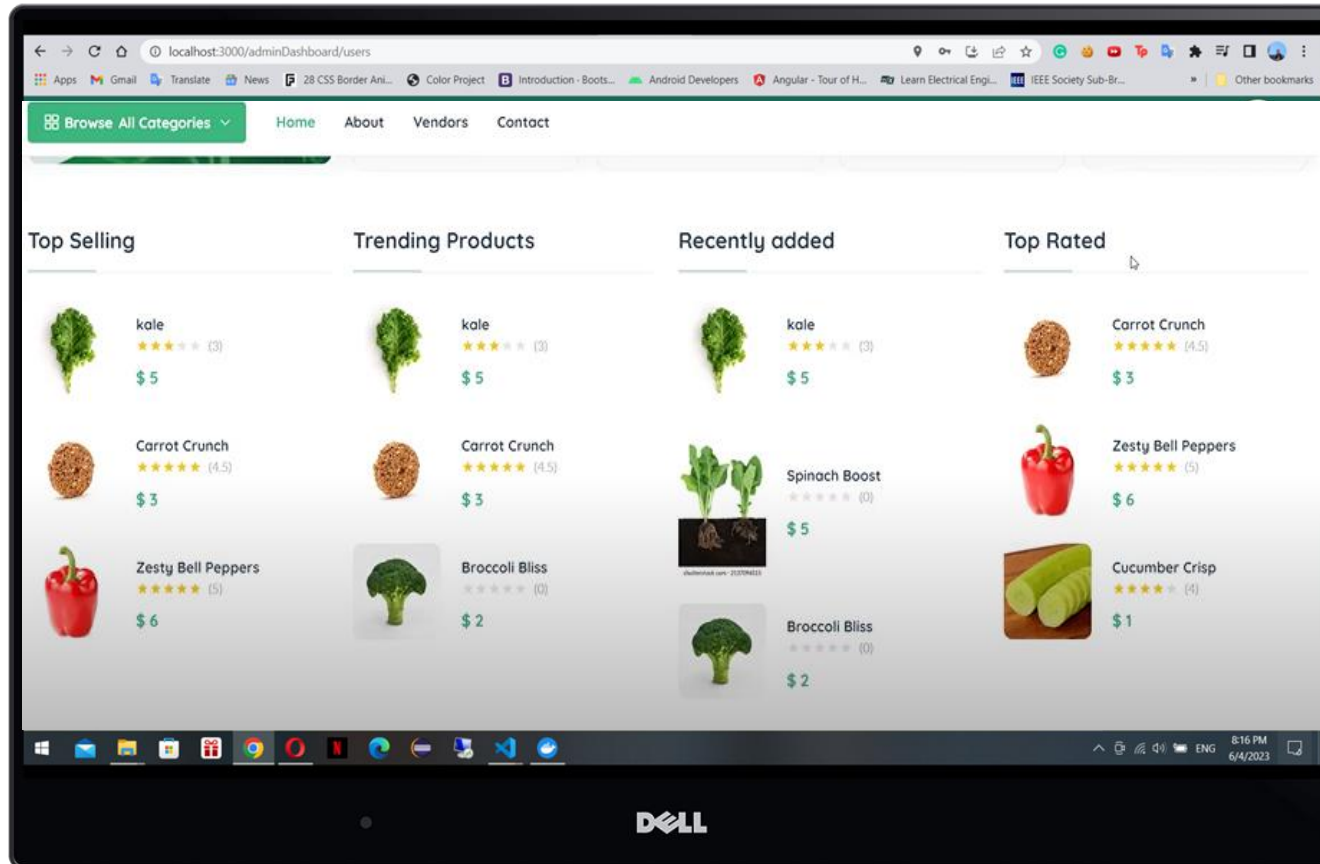 localhost:3000/adminDashboard/users
Apps Gmail Translate News 28 CSS Border Ani... Color Project Introduction · Boots... Android Developers Angular - Tour of H... Learn Electrical Engi... IEEE Society Sub-Br... » Other bookmarks
Browse All Categories Home About Vendors Contact
Top Selling
kale
(3)
$ 5
Carrot Crunch
(4.5)
$ 3
Zesty Bell Peppers
(5)
$ 6
Trending Products
kale
(3)
$ 5
Carrot Crunch
(4.5)
$ 3
Broccoli Bliss
(0)
$ 2
Recently added
kale
(3)
$ 5
Spinach Boost
(0)
$ 5
Broccoli Bliss
(0)
$ 2
Top Rated
Carrot Crunch
(4.5)
$ 3
Zesty Bell Peppers
(5)
$ 6
Cucumber Crisp
(4)
$ 1
ENG
8:16 PM
6/4/2023
DELL